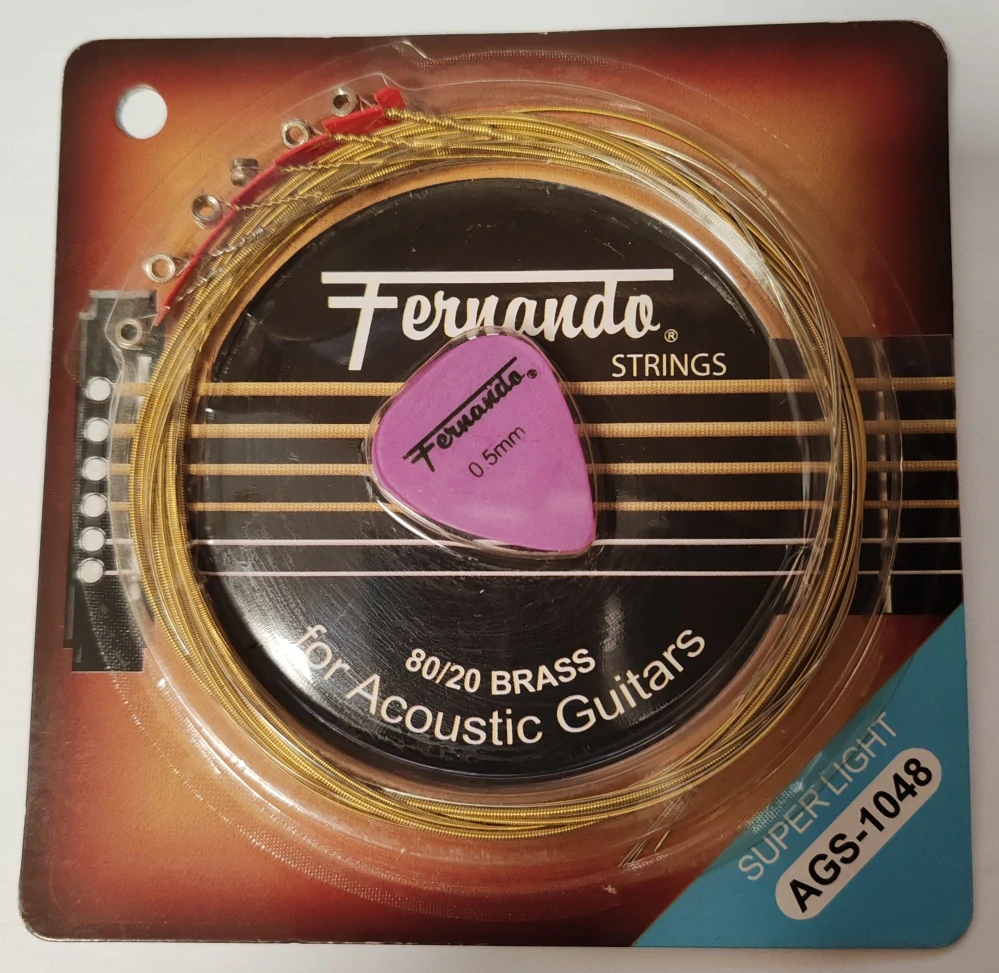 Fernando®
STRINGS
Fernando®
0.5mm
80/20 BRASS
for Acoustic Guitars
SUPER LIGHT
AGS-1048